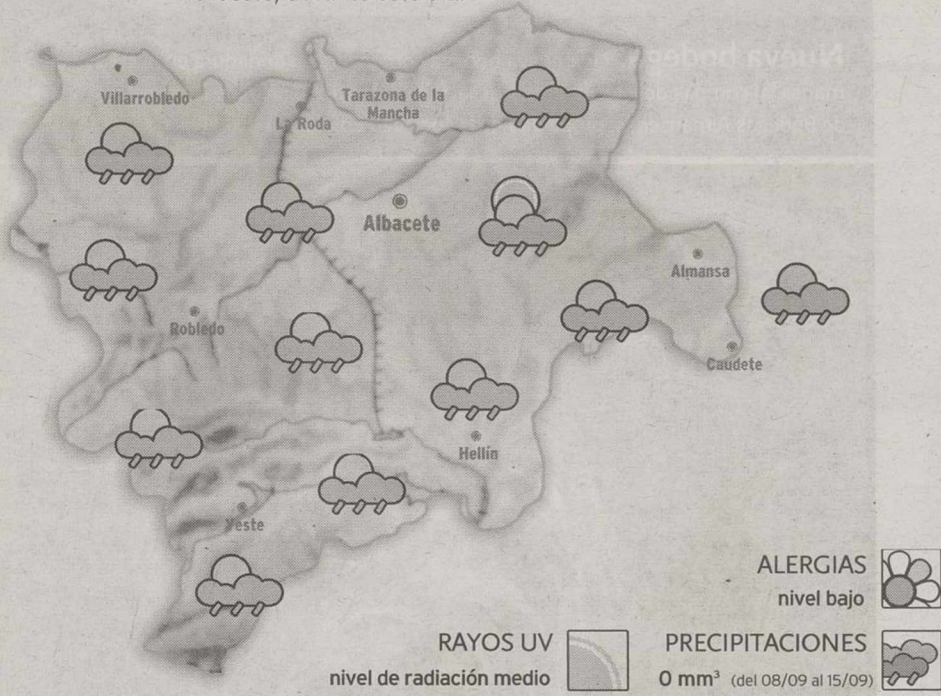 Villarrobledo
La Roda
Tarazona de la
Mancha
Albacete
Almansa
Robledo
Caudete
Hellín
Yeste
ALERGIAS
nivel bajo
RAYOS UV
nivel de radiación medio
PRECIPITACIONES
0 mm³ (del 08/09 al 15/09)